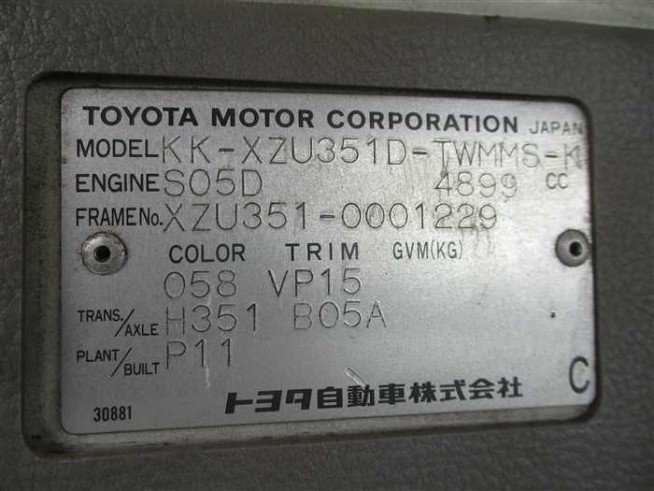 TOYOTA MOTOR CORPORATION JAPAN
MODEL KK-XZU351D-TWMMS-K
ENGINE S05D 4899 CC
FRAME No. XZU351-0001229
COLOR TRIM GVM(KG)
058 VP15
TRANS./AXLE H351 B05A
PLANT/BUILT P11
30881 トヨタ自動車株式会社 C